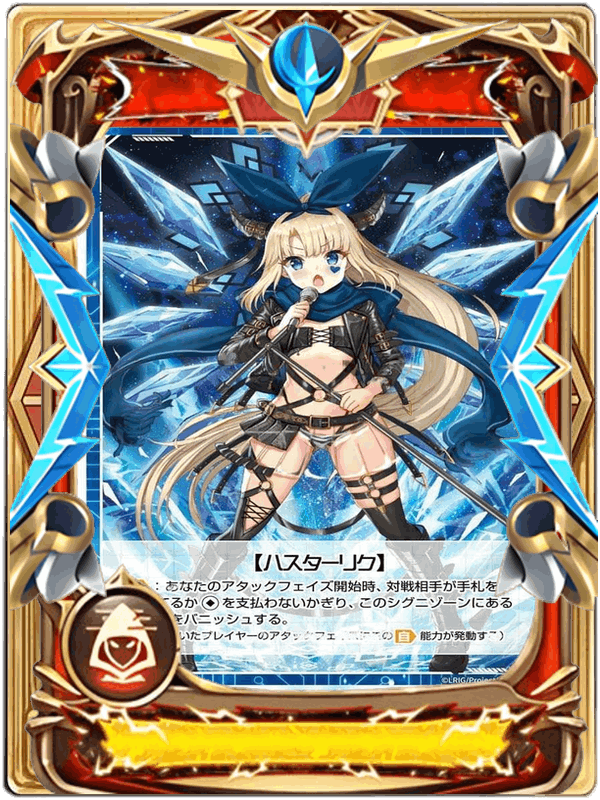 【ハスターリク】
：あなたのアタックフェイズ開始時、対戦相手が手札を
るか を支払わないかぎり、このシグニゾーンにある
をバニッシュする。
いたプレイヤーのアタックフェ この 自 能力が発動す
©LRIG/Project